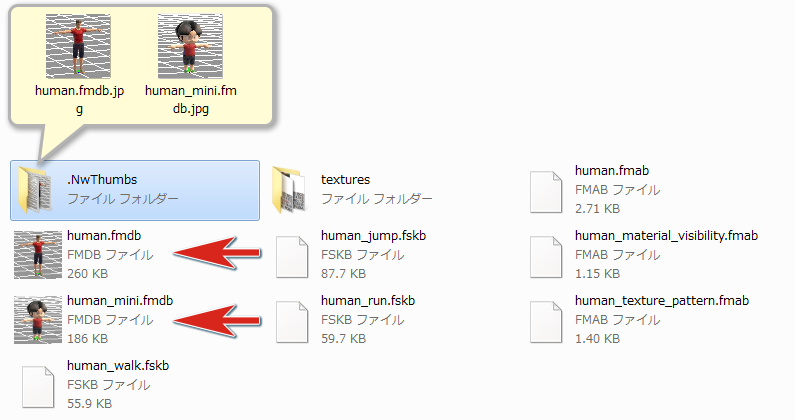 human.fmdb.jp
g
human_mini.fm
db.jpg
.NwThumbs
ファイル フォルダー
textures
ファイル フォルダー
human.fmab
FMAB ファイル
2.71 KB
human.fmdb
FMDB ファイル
260 KB
human_jump.fskb
FSKB ファイル
87.7 KB
human_material_visibility.fmab
FMAB ファイル
1.15 KB
human_mini.fmdb
FMDB ファイル
186 KB
human_run.fskb
FSKB ファイル
59.7 KB
human_texture_pattern.fmab
FMAB ファイル
1.40 KB
human_walk.fskb
FSKB ファイル
55.9 KB